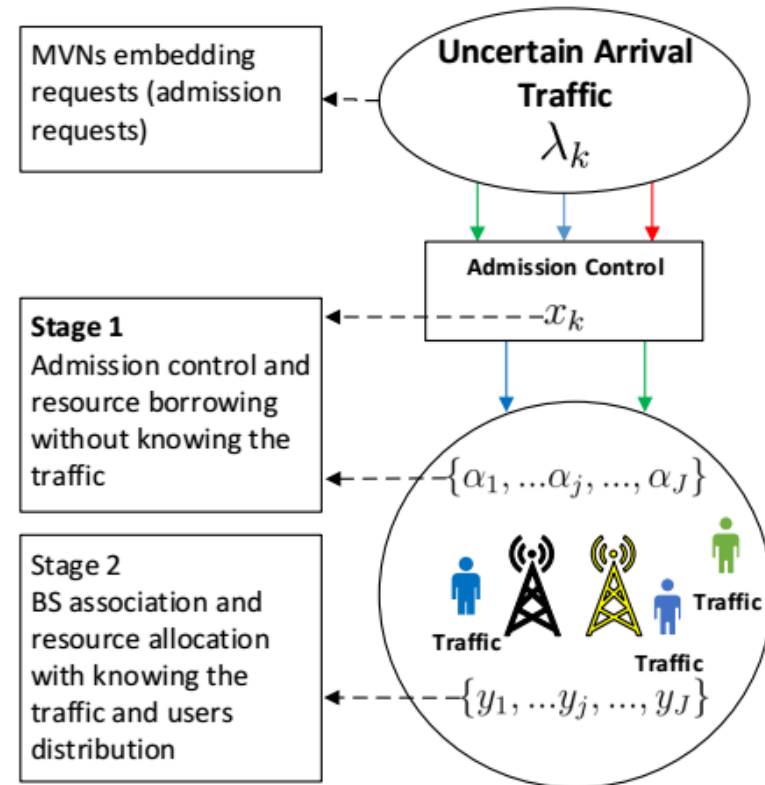 MVNs embedding
requests (admission
requests)
Uncertain Arrival
Traffic
λ_k
Admission Control
x_k
Stage 1
Admission control and
resource borrowing
without knowing the
traffic
{α_1, ...α_j, ..., α_J}
Traffic
Traffic
Traffic
Stage 2
BS association and
resource allocation
with knowing the
traffic and users
distribution
{y_1, ...y_j, ..., y_J}